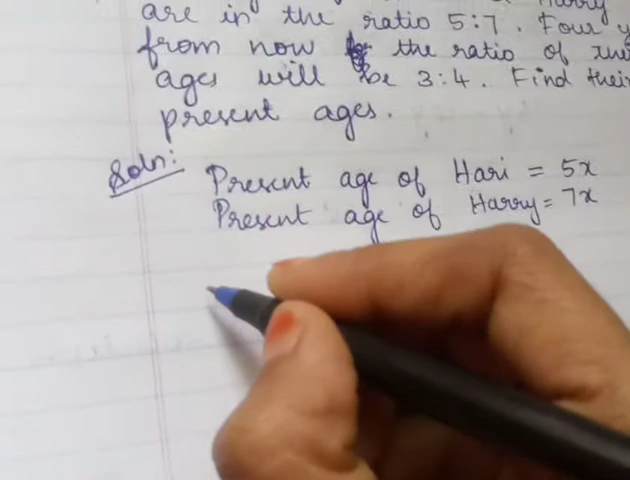 are in the ratio 5:7. Four
from now the ratio of
ages will be 3:4. Find their
present ages.
Soln: Present age of Hari = 5x
Present age of Harry = 7x